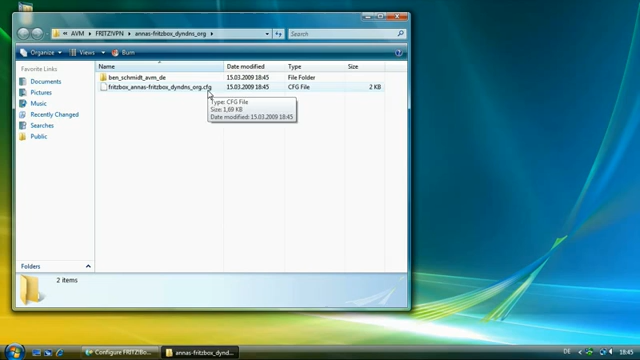 AVM ▸ FRITZ!VPN ▸ annas-fritzbox_dyndns_org ▸
Search
Organize Views Burn
Favorite Links
Documents
Pictures
Music
Recently Changed
Searches
Public
Folders
Name Date modified Type Size
ben_schmidt_avm_de 15.03.2009 18:45 File Folder
fritzbox_annas-fritzbox_dyndns_org.cfg 15.03.2009 18:45 CFG File 2 KB
Type: CFG File
Size: 1,69 KB
Date modified: 15.03.2009 18:45
2 items
Configure FRITZ!Bo... annas-fritzbox_dynd... DE 18:45